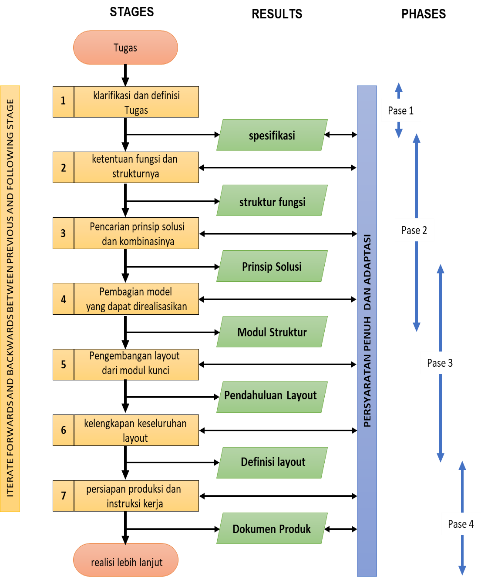 STAGES RESULTS PHASES
Tugas
1 klarifikasi dan definisi
Tugas
Pase 1
spesifikasi
2 ketentuan fungsi dan
strukturnya
struktur fungsi
3 Pencarian prinsip solusi
dan kombinasinya
Pase 2
Prinsip Solusi
4 Pembagian model
yang dapat direalisasikan
Modul Struktur
5 Pengembangan layout
dari modul kunci
Pase 3
Pendahuluan Layout
6 kelengkapan keseluruhan
layout
Definisi layout
7 persiapan produksi dan
instruksi kerja
Pase 4
Dokumen Produk
realisi lebih lanjut
ITERATE FORWARDS AND BACKWARDS BETWEEN PREVIOUS AND FOLLOWING STAGE
PERSYARATAN PENUH DAN ADAPTASI